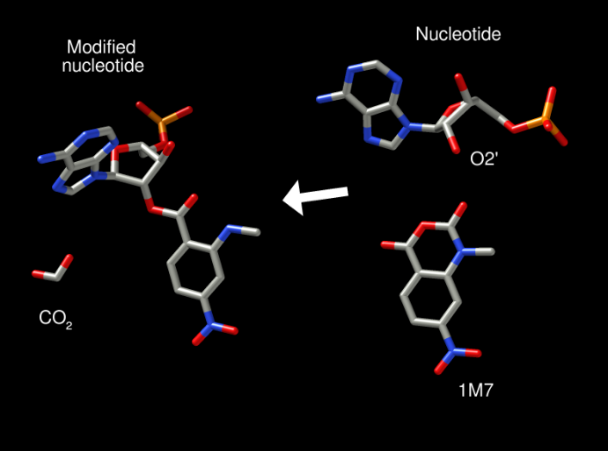 Modified
nucleotide
Nucleotide
O2'
CO2
1M7